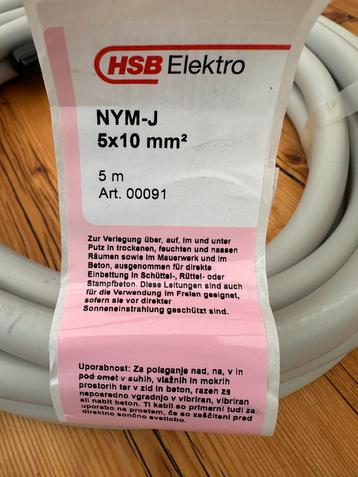 HSB Elektro
NYM-J
5x10 mm²
5 m
Art. 00091
Zur Verlegung über, auf, im und unter
Putz in trockenen, feuchten und nassen
Räumen sowie im Mauerwerk und im
Beton, ausgenommen für direkte
Einbettung in Schüttel-, Rüttel- oder
Stampfbeton. Diese Leitungen sind auch
für die Verwendung im Freien geeignet,
sofern sie vor direkter
Sonneneinstrahlung geschützt sind.
Uporabnost: Za polaganje nad, na, v in
pod omet v suhih, vlažnih in mokrih
prostorih ter v zid in beton, razen za
naposredno vgradnjo v vibriran, vibriran
ali nabit beton. Ti kabli so primerni tudi za
uporabo na prostem, če so zaščiteni pred
direktno sončno svetlobo.